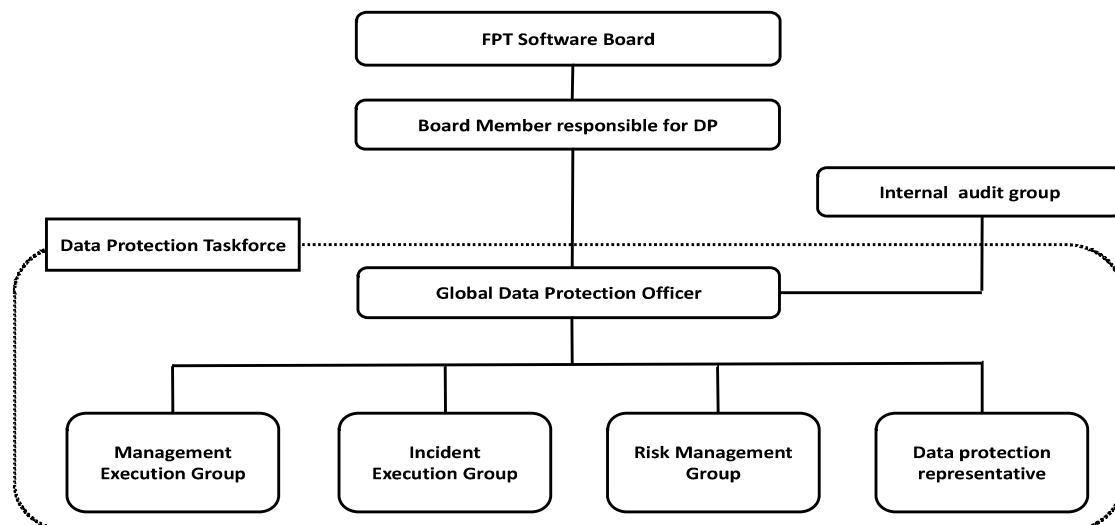 FPT Software Board
Board Member responsible for DP
Internal audit group
Data Protection Taskforce
Global Data Protection Officer
Management
Execution Group
Incident
Execution Group
Risk Management
Group
Data protection
representative